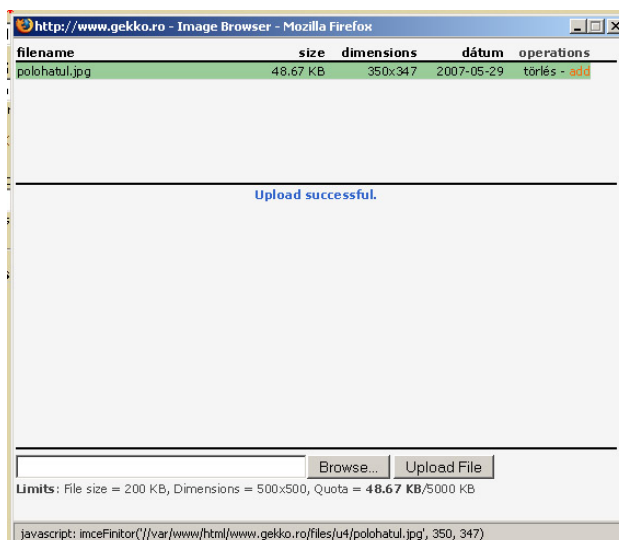 http://www.gekko.ro - Image Browser - Mozilla Firefox
filename size dimensions dátum operations
polohatul.jpg 48.67 KB 350x347 2007-05-29 törlés - add
Upload successful.
Browse... Upload File
Limits: File size = 200 KB, Dimensions = 500x500, Quota = 48.67 KB/5000 KB
javascript: imceFinitor('//var/www/html/www.gekko.ro/files/u4/polohatul.jpg', 350, 347)